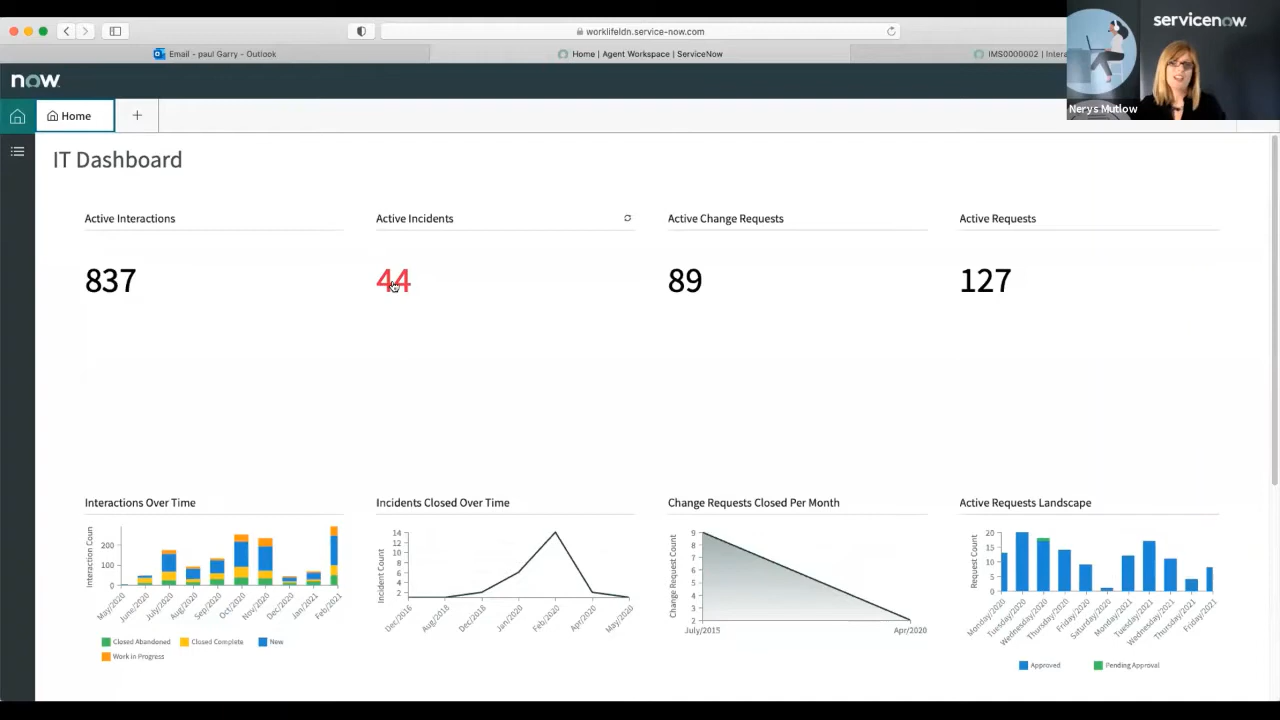 servicenow
worklifeldn.service-now.com
Email - paul Garry - Outlook
Home | Agent Workspace | ServiceNow
IMS0000002 | Inter
Nerys Mutlow
now
Home
IT Dashboard
Active Interactions
Active Incidents
Active Change Requests
Active Requests
837
44
89
127
Interactions Over Time
Incidents Closed Over Time
Change Requests Closed Per Month
Active Requests Landscape
Interaction Coun
200
100
0
May/2020
June/2020
July/2020
Aug/2020
Sep/2020
Oct/2020
Nov/2020
Dec/2020
Jan/2021
Feb/2021
Closed Abandoned
Closed Complete
New
Work in Progress
Incident Count
14
12
10
8
6
4
2
Dec/2016
Aug/2018
Dec/2018
Jan/2020
Feb/2020
Apr/2020
May/2020
Change Request Count
9
8
7
6
5
4
3
2
July/2015
Apr/2020
Request Count
20
15
10
5
0
Monday/2020
Tuesday/2020
Wednesday/2020
Thursday/2020
Friday/2020
Saturday/2020
Monday/2021
Tuesday/2021
Wednesday/2021
Thursday/2021
Friday/2021
Approved
Pending Approval